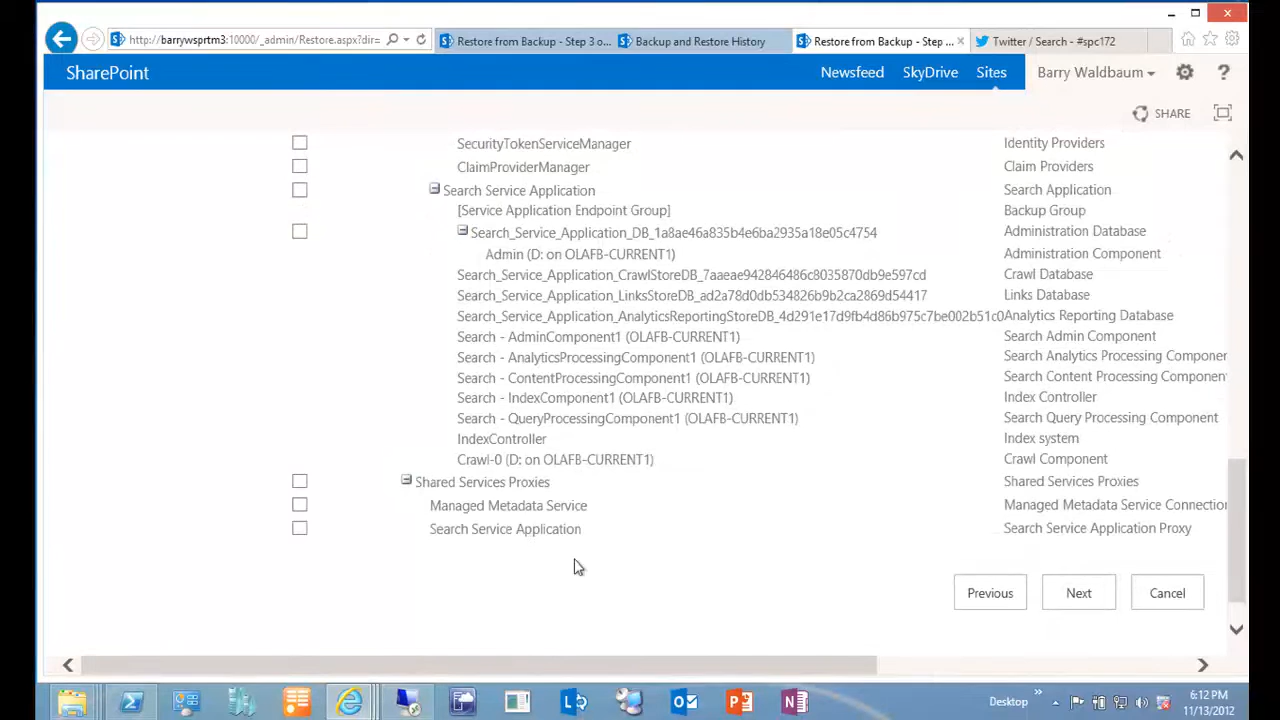 http://barrywsprtm3:10000/_admin/Restore.aspx?dir=
Restore from Backup - Step 3 o...
Backup and Restore History
Restore from Backup - Step ...
Twitter / Search - #spc172
SharePoint
Newsfeed
SkyDrive
Sites
Barry Waldbaum
?
SHARE
SecurityTokenServiceManager Identity Providers
ClaimProviderManager Claim Providers
Search Service Application Search Application
[Service Application Endpoint Group] Backup Group
Search_Service_Application_DB_1a8ae46a835b4e6ba2935a18e05c4754 Administration Database
Admin (D: on OLAFB-CURRENT1) Administration Component
Search_Service_Application_CrawlStoreDB_7aaeae942846486c8035870db9e597cd Crawl Database
Search_Service_Application_LinksStoreDB_ad2a78d0db534826b9b2ca2869d54417 Links Database
Search_Service_Application_AnalyticsReportingStoreDB_4d291e17d9fb4d86b975c7be002b51c0 Analytics Reporting Database
Search - AdminComponent1 (OLAFB-CURRENT1) Search Admin Component
Search - AnalyticsProcessingComponent1 (OLAFB-CURRENT1) Search Analytics Processing Componen
Search - ContentProcessingComponent1 (OLAFB-CURRENT1) Search Content Processing Component
Search - IndexComponent1 (OLAFB-CURRENT1) Index Controller
Search - QueryProcessingComponent1 (OLAFB-CURRENT1) Search Query Processing Component
IndexController Index system
Crawl-0 (D: on OLAFB-CURRENT1) Crawl Component
Shared Services Proxies Shared Services Proxies
Managed Metadata Service Managed Metadata Service Connectio
Search Service Application Search Service Application Proxy
Previous
Next
Cancel
Desktop
6:12 PM
11/13/2012